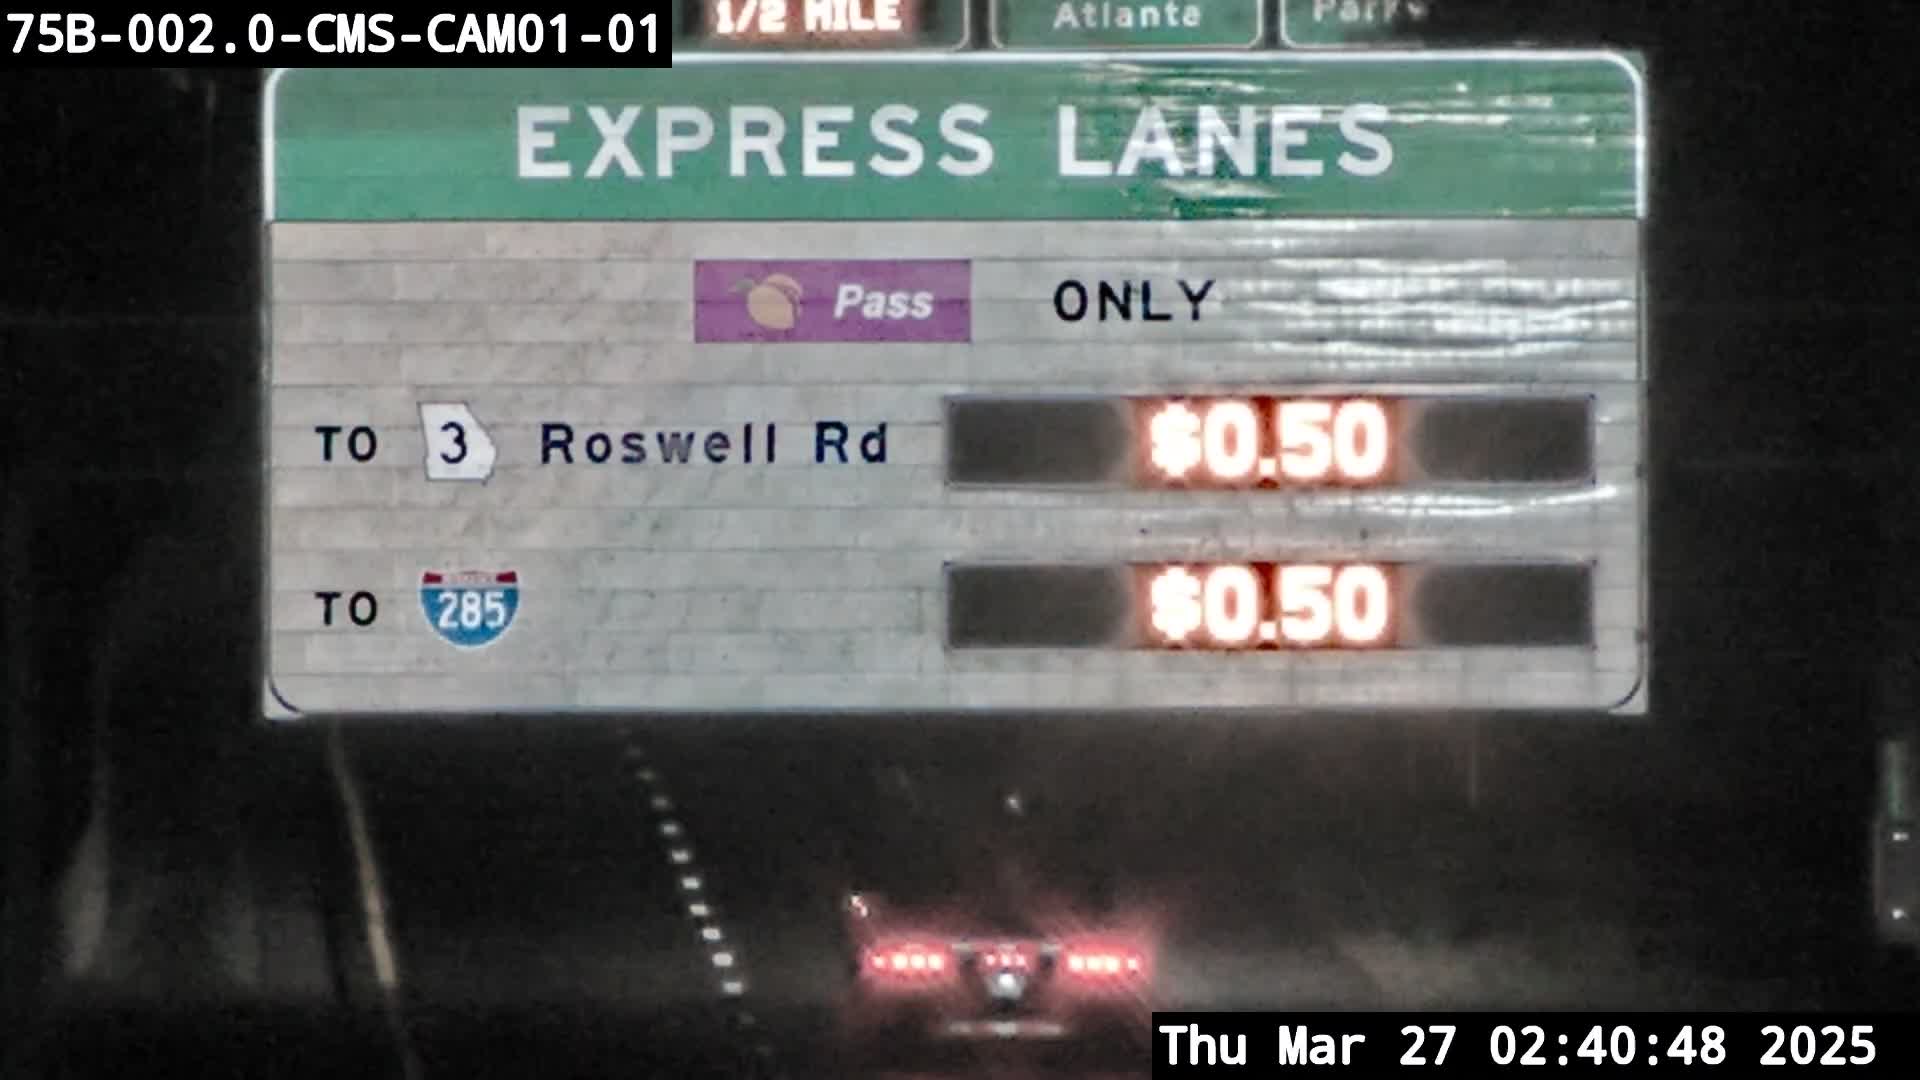 75B-002.0-CMS-CAM01-01
1/2 MILE
Atlanta
EXPRESS LANES
Pass ONLY
TO 3 Roswell Rd $0.50
TO 285 $0.50
Thu Mar 27 02:40:48 2025